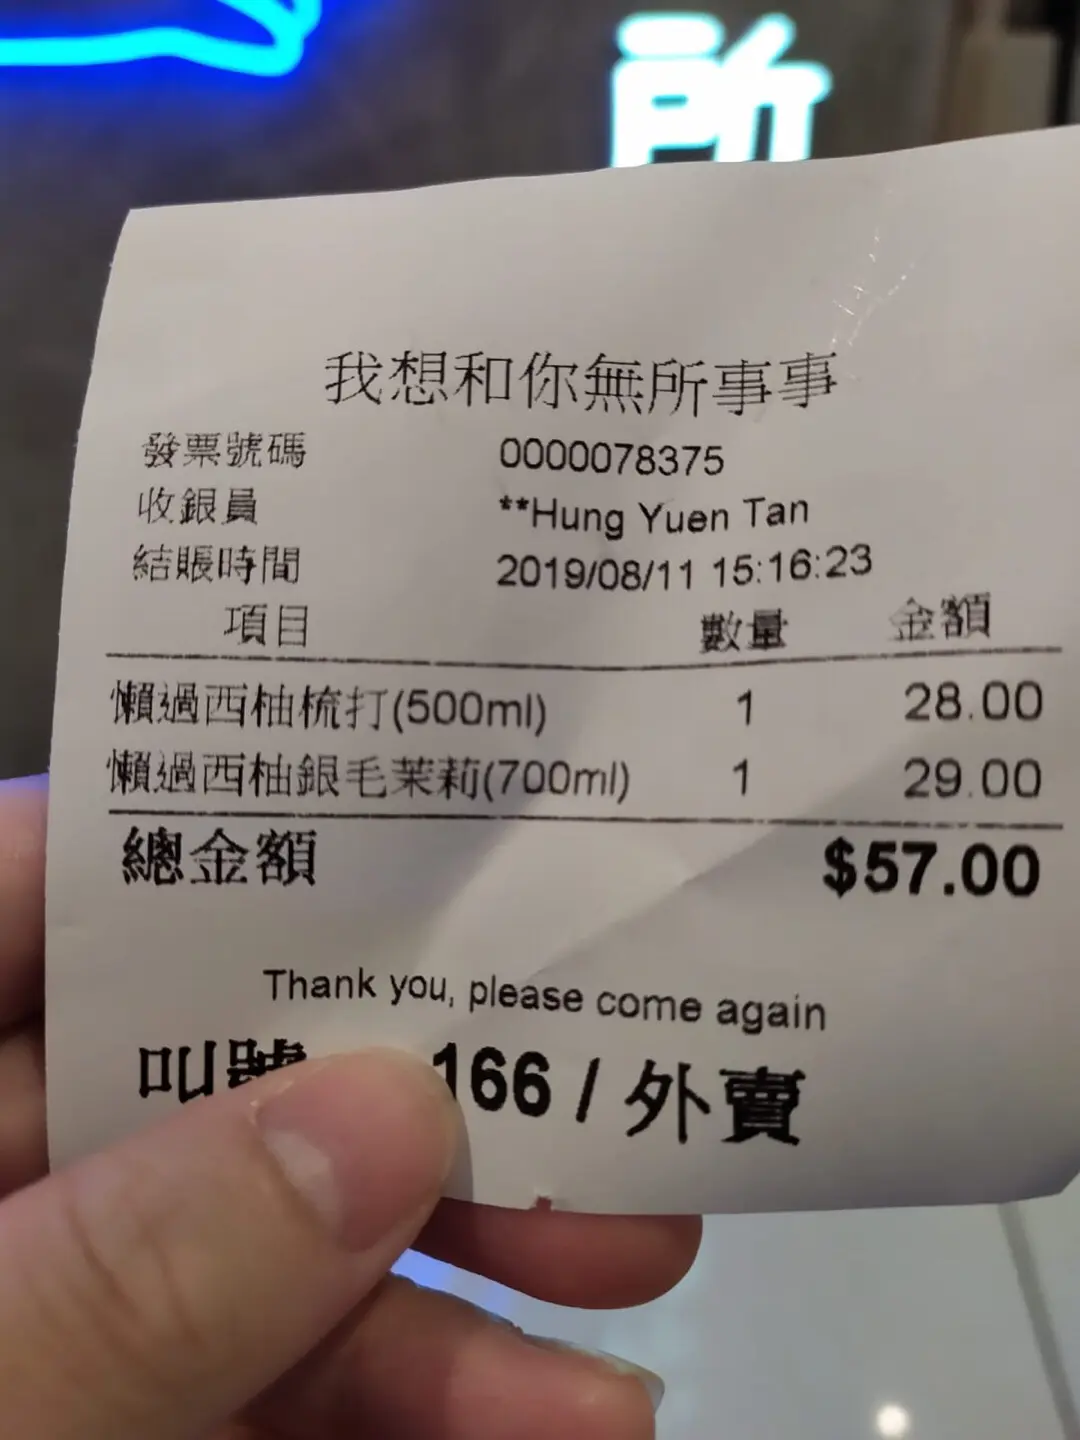 所
我想和你無所事事
發票號碼 0000078375
收銀員 **Hung Yuen Tan
結賬時間 2019/08/11 15:16:23
項目 數量 金額
懶過西柚梳打(500ml) 1 28.00
懶過西柚銀毛茉莉(700ml) 1 29.00
總金額 $57.00
Thank you, please come again
叫號 166 / 外賣